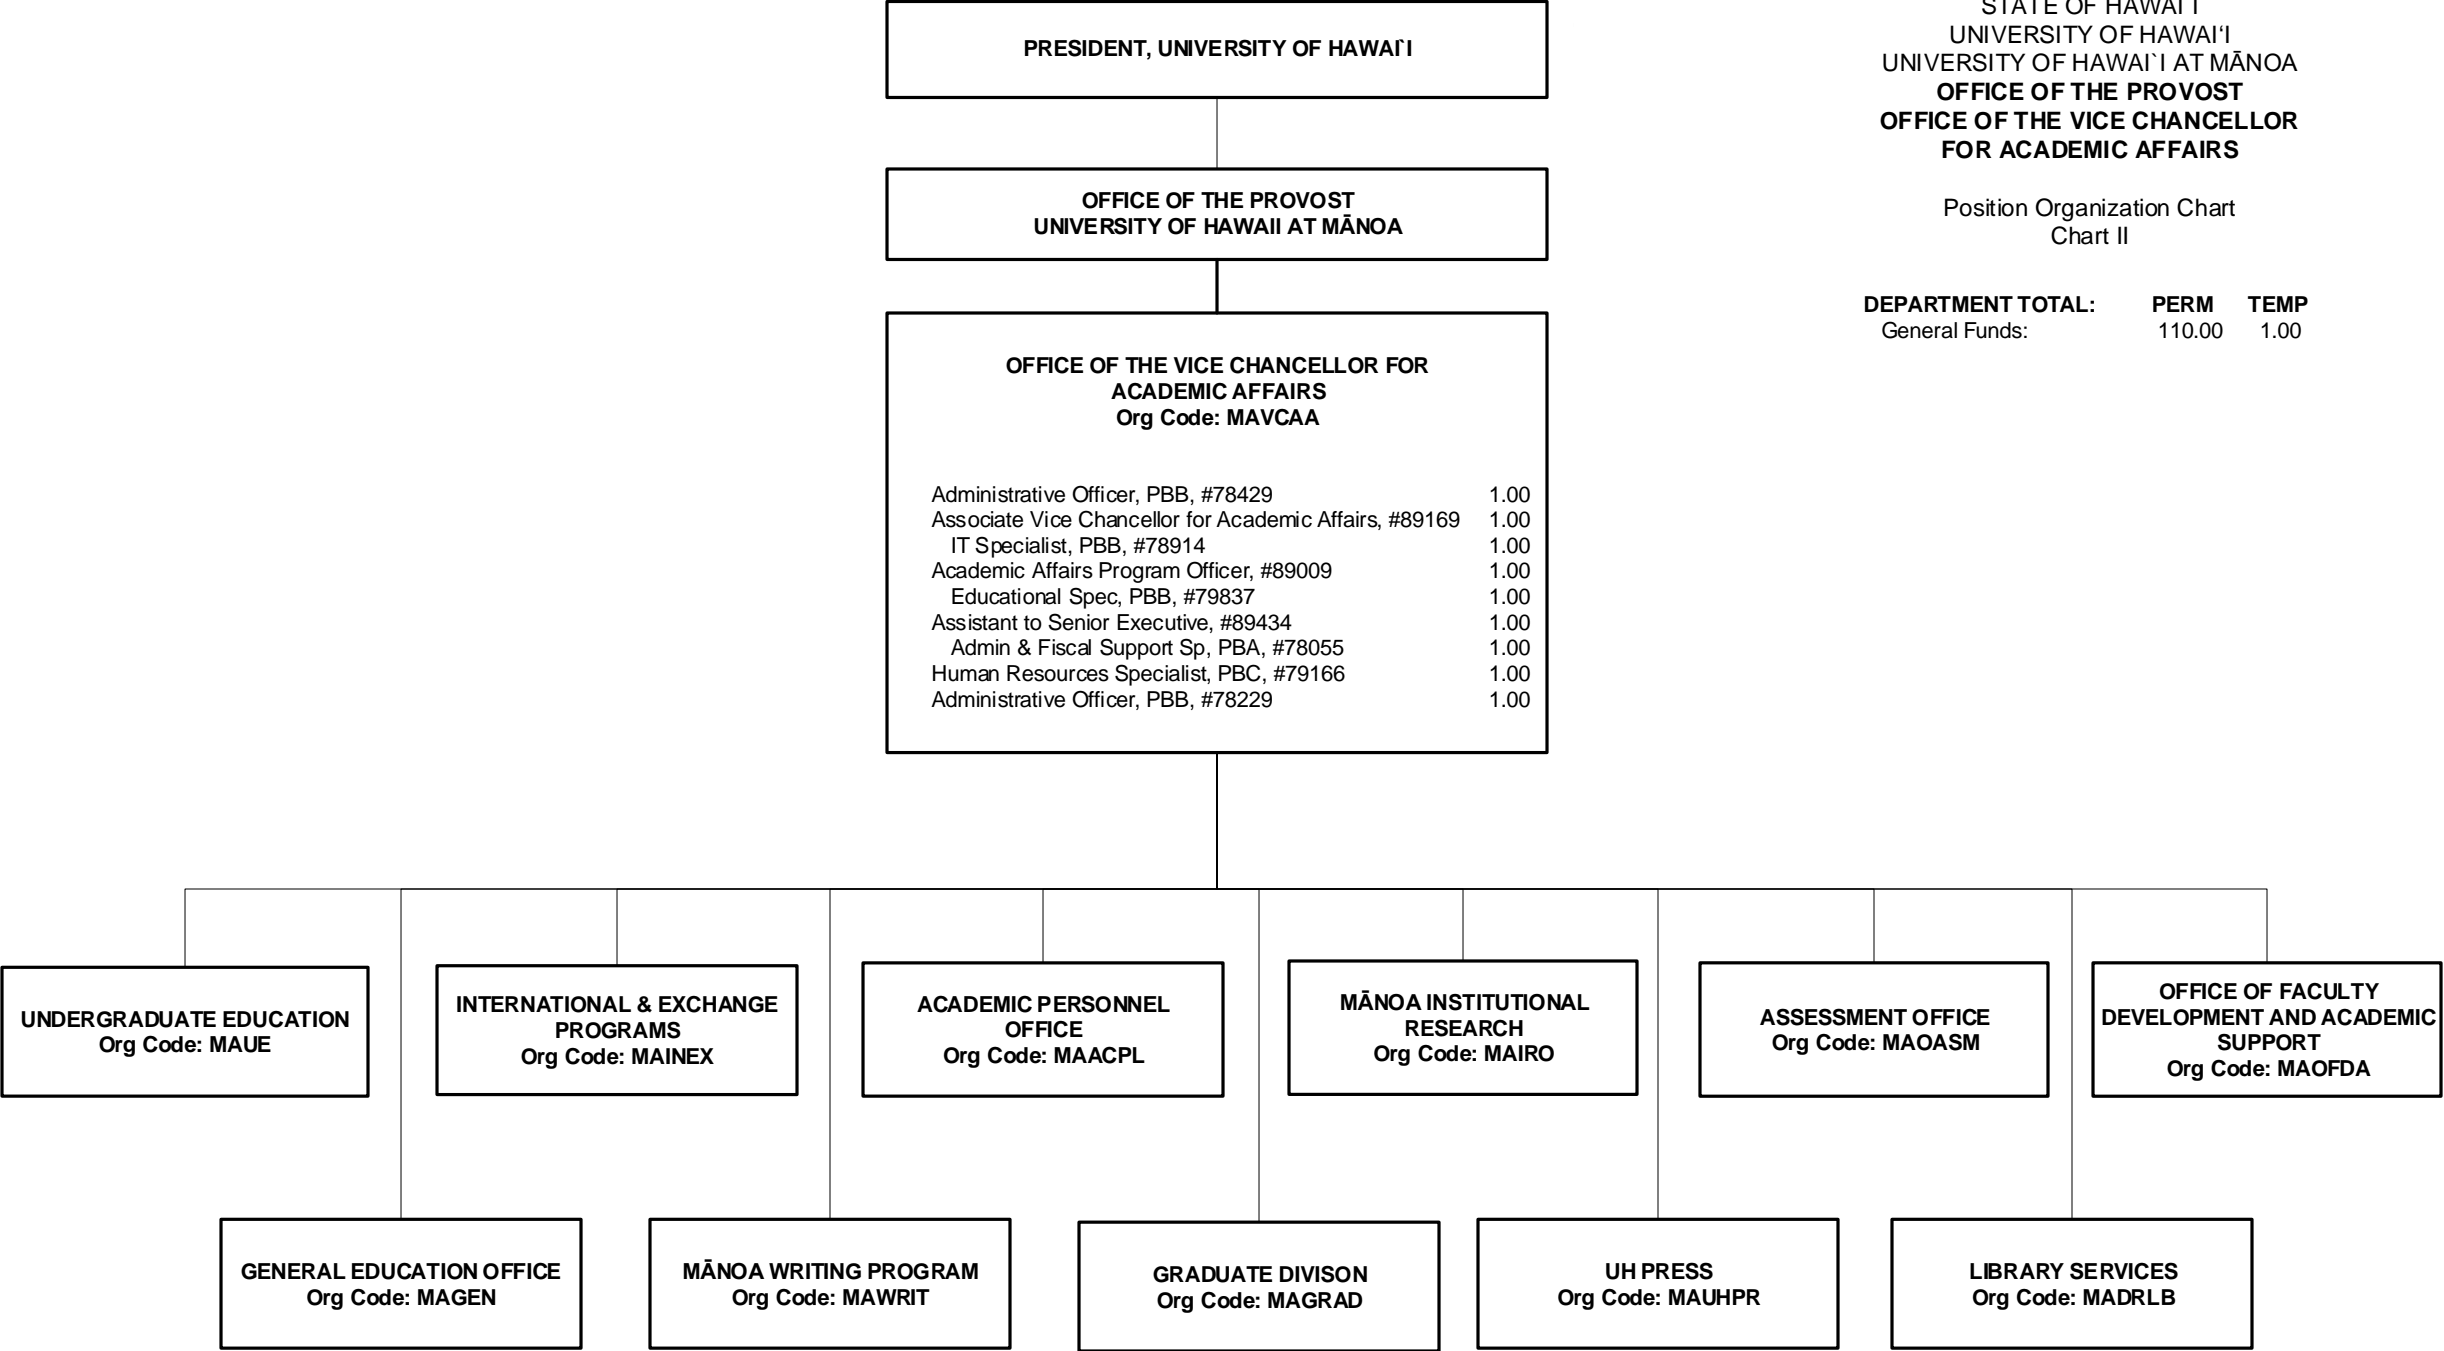 STATE OF HAWAI'I
UNIVERSITY OF HAWAI‘I
UNIVERSITY OF HAWAI`I AT MĀNOA
OFFICE OF THE PROVOST
OFFICE OF THE VICE CHANCELLOR
FOR ACADEMIC AFFAIRS
Position Organization Chart
Chart II
DEPARTMENT TOTAL: PERM TEMP
General Funds: 110.00 1.00
PRESIDENT, UNIVERSITY OF HAWAI`I
OFFICE OF THE PROVOST
UNIVERSITY OF HAWAII AT MĀNOA
OFFICE OF THE VICE CHANCELLOR FOR
ACADEMIC AFFAIRS
Org Code: MAVCAA
Administrative Officer, PBB, #78429 1.00
Associate Vice Chancellor for Academic Affairs, #89169 1.00
IT Specialist, PBB, #78914 1.00
Academic Affairs Program Officer, #89009 1.00
Educational Spec, PBB, #79837 1.00
Assistant to Senior Executive, #89434 1.00
Admin & Fiscal Support Sp, PBA, #78055 1.00
Human Resources Specialist, PBC, #79166 1.00
Administrative Officer, PBB, #78229 1.00
UNDERGRADUATE EDUCATION
Org Code: MAUE
INTERNATIONAL & EXCHANGE
PROGRAMS
Org Code: MAINEX
ACADEMIC PERSONNEL
OFFICE
Org Code: MAACPL
MĀNOA INSTITUTIONAL
RESEARCH
Org Code: MAIRO
ASSESSMENT OFFICE
Org Code: MAOASM
OFFICE OF FACULTY
DEVELOPMENT AND ACADEMIC
SUPPORT
Org Code: MAOFDA
GENERAL EDUCATION OFFICE
Org Code: MAGEN
MĀNOA WRITING PROGRAM
Org Code: MAWRIT
GRADUATE DIVISON
Org Code: MAGRAD
UH PRESS
Org Code: MAUHPR
LIBRARY SERVICES
Org Code: MADRLB